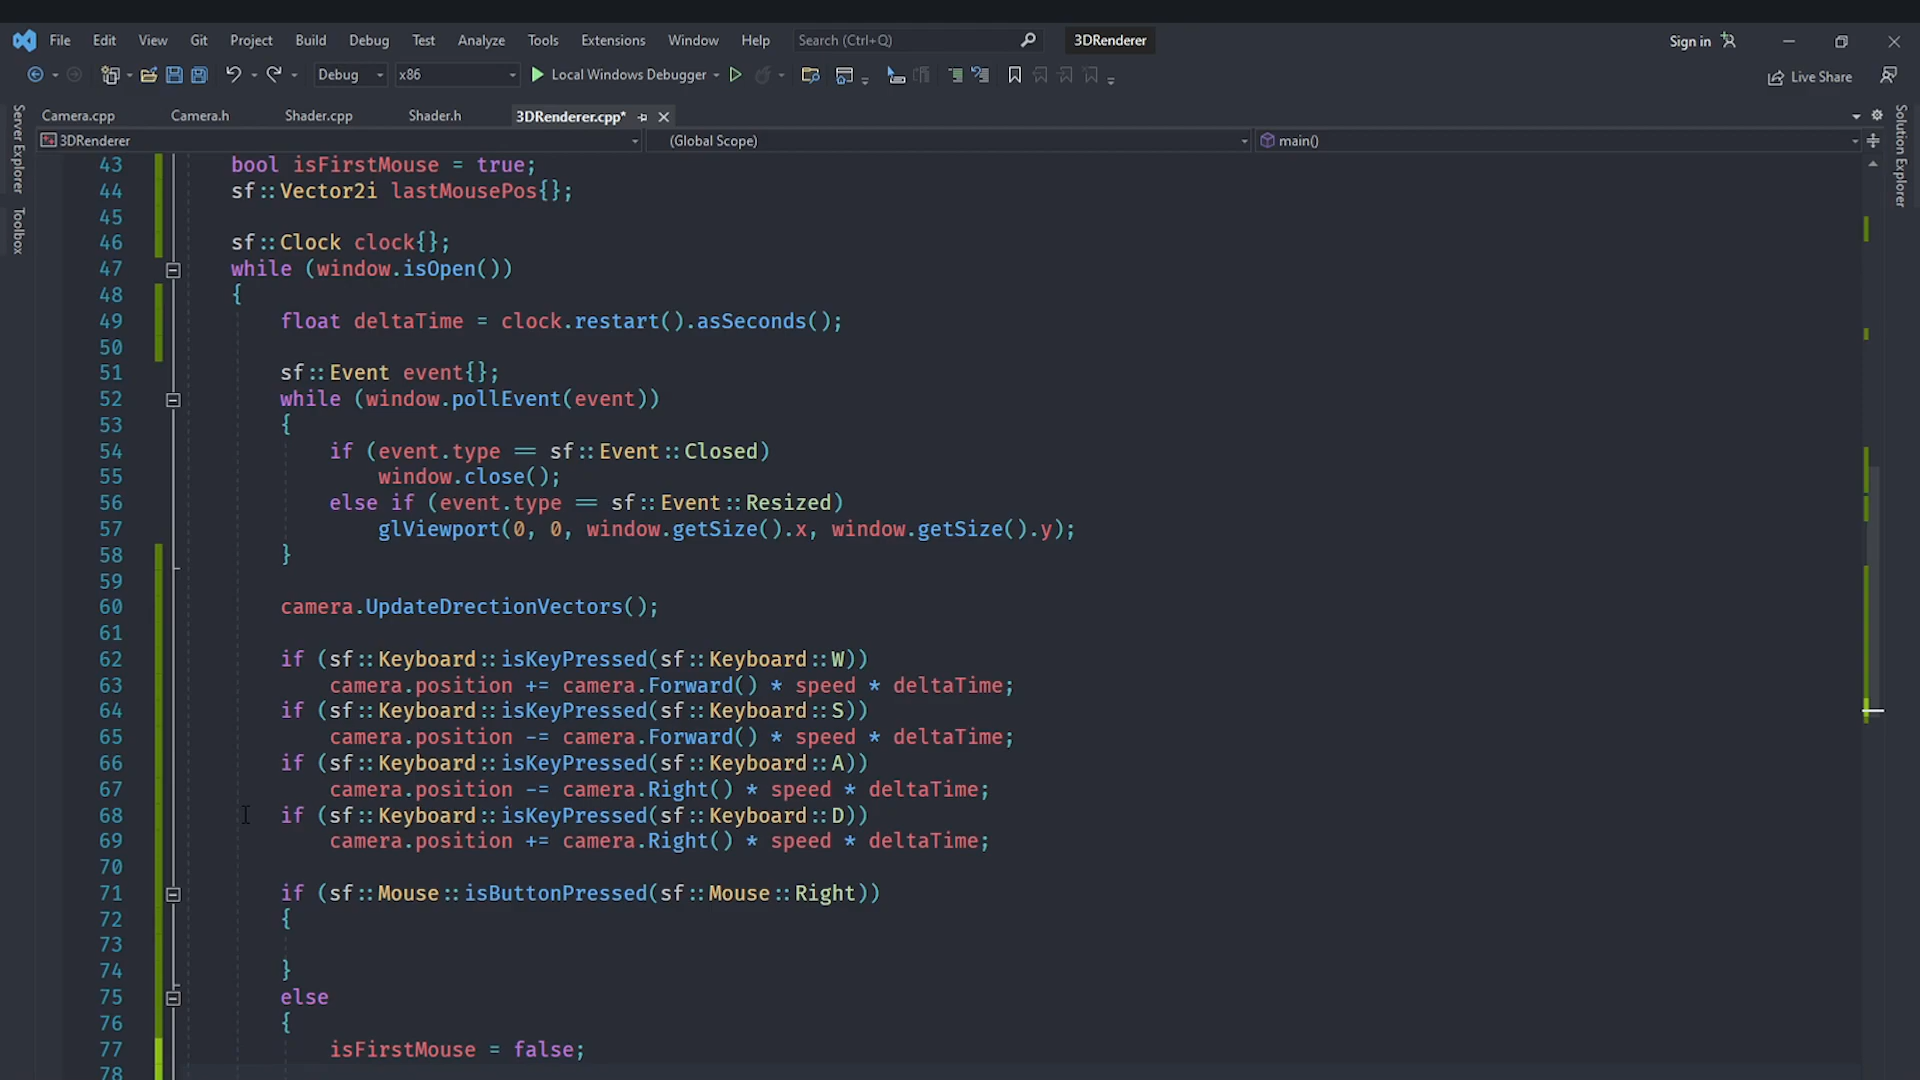 File Edit View Git Project Build Debug Test Analyze Tools Extensions Window Help Search (Ctrl+Q) 3DRenderer Sign in
Debug x86 Local Windows Debugger Live Share
Camera.cpp Camera.h Shader.cpp Shader.h 3DRenderer.cpp*
3DRenderer (Global Scope) main()
Server Explorer
Toolbox
Solution Explorer
43 bool isFirstMouse = true;
44 sf::Vector2i lastMousePos{};
45
46 sf::Clock clock{};
47 while (window.isOpen())
48 {
49 float deltaTime = clock.restart().asSeconds();
50
51 sf::Event event{};
52 while (window.pollEvent(event))
53 {
54 if (event.type == sf::Event::Closed)
55 window.close();
56 else if (event.type == sf::Event::Resized)
57 glViewport(0, 0, window.getSize().x, window.getSize().y);
58 }
59
60 camera.UpdateDrectionVectors();
61
62 if (sf::Keyboard::isKeyPressed(sf::Keyboard::W))
63 camera.position += camera.Forward() * speed * deltaTime;
64 if (sf::Keyboard::isKeyPressed(sf::Keyboard::S))
65 camera.position -= camera.Forward() * speed * deltaTime;
66 if (sf::Keyboard::isKeyPressed(sf::Keyboard::A))
67 camera.position -= camera.Right() * speed * deltaTime;
68 if (sf::Keyboard::isKeyPressed(sf::Keyboard::D))
69 camera.position += camera.Right() * speed * deltaTime;
70
71 if (sf::Mouse::isButtonPressed(sf::Mouse::Right))
72 {
73
74 }
75 else
76 {
77 isFirstMouse = false;
78